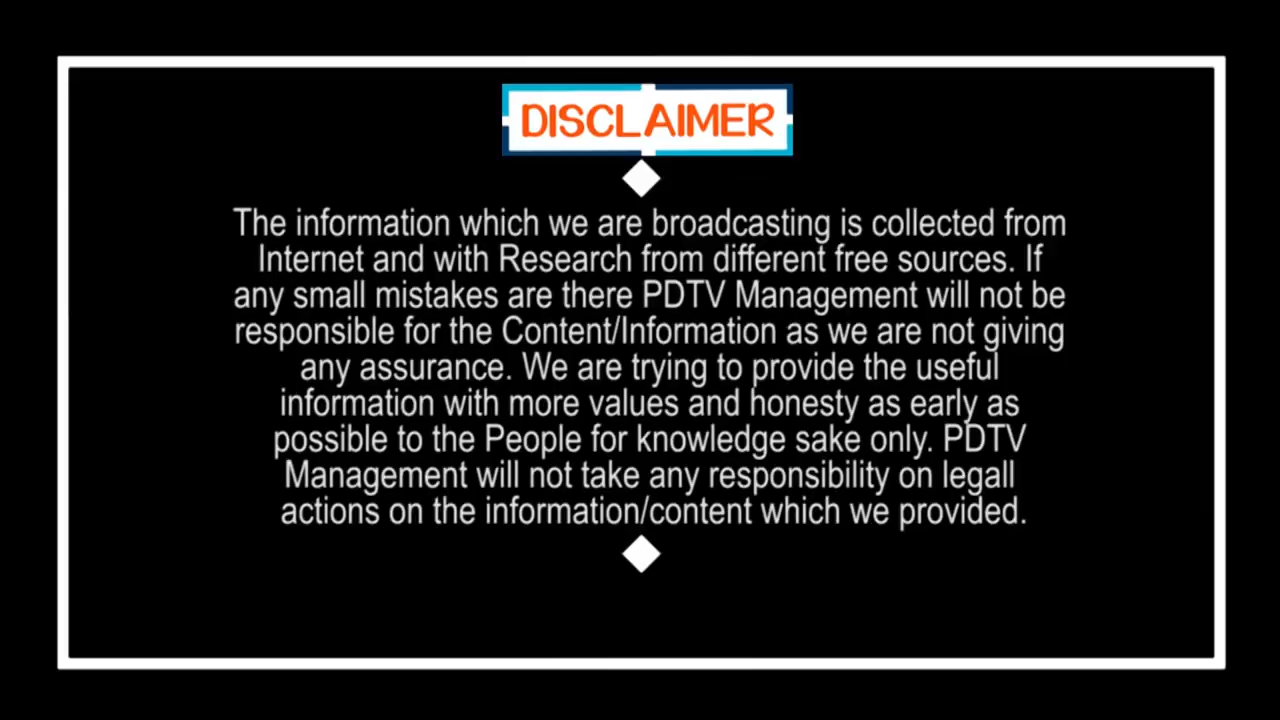 DISCLAIMER
The information which we are broadcasting is collected from
Internet and with Research from different free sources. If
any small mistakes are there PDTV Management will not be
responsible for the Content/Information as we are not giving
any assurance. We are trying to provide the useful
information with more values and honesty as early as
possible to the People for knowledge sake only. PDTV
Management will not take any responsibility on legall
actions on the information/content which we provided.